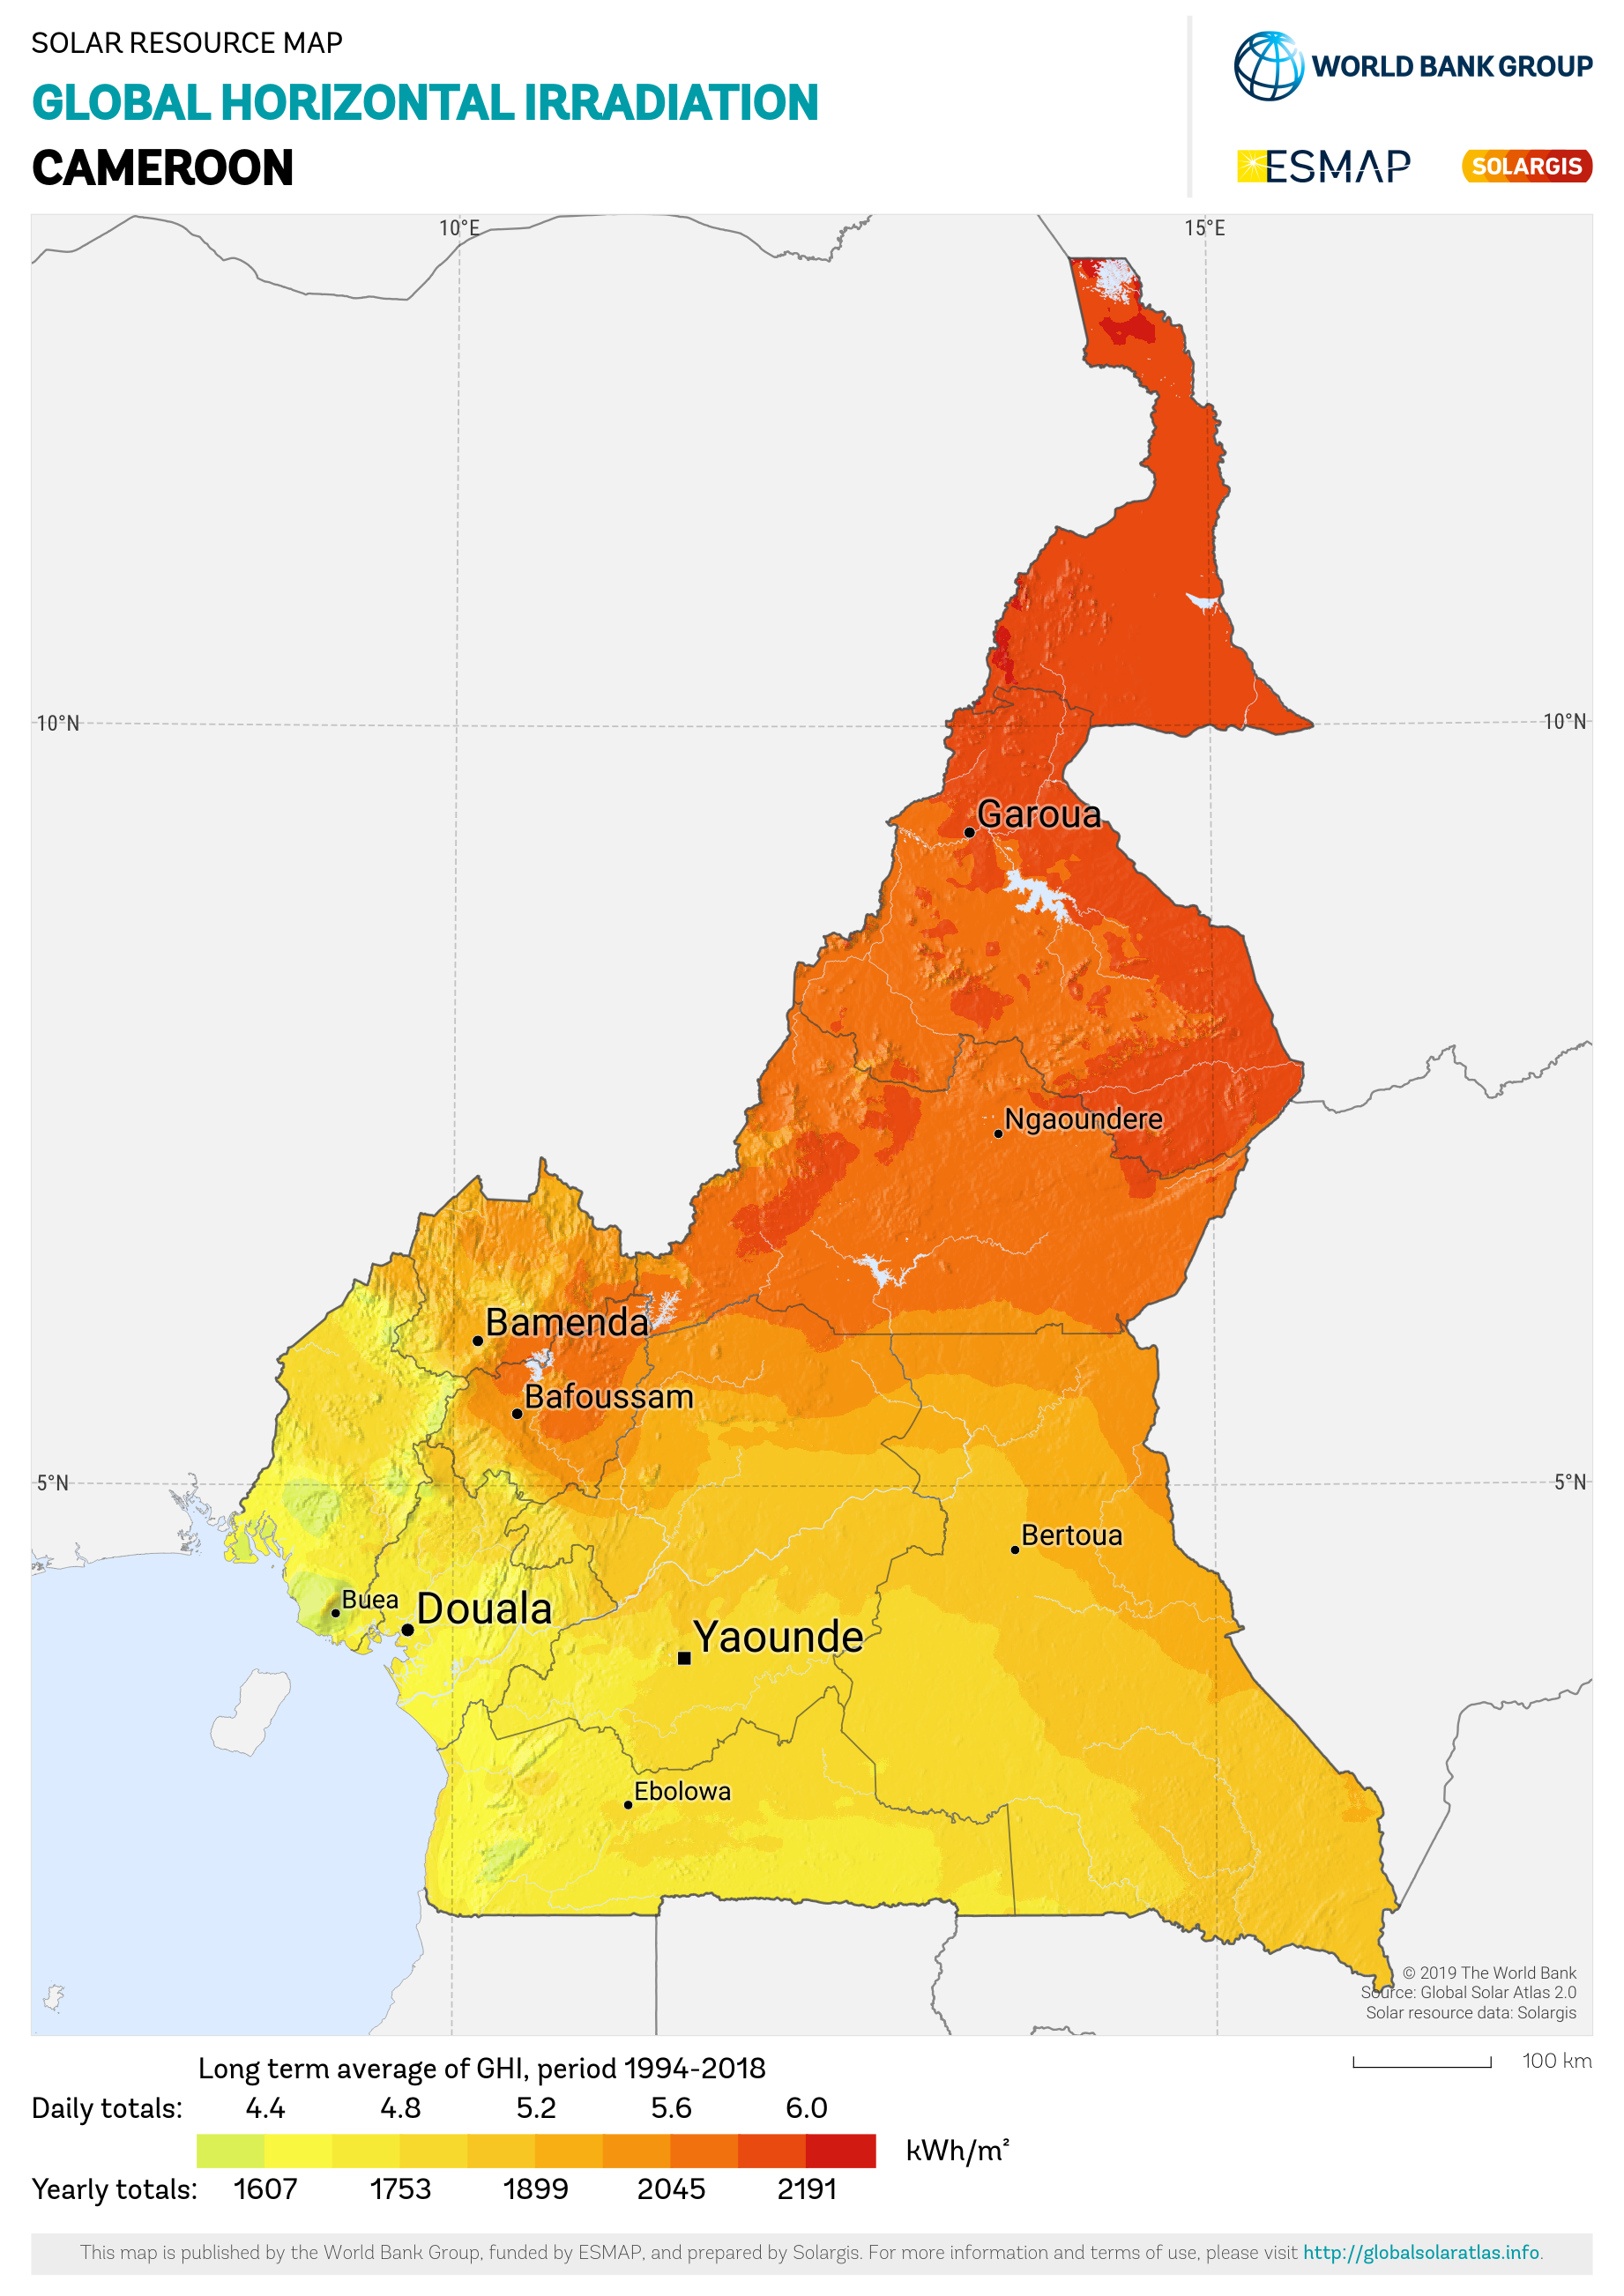 SOLAR RESOURCE MAP
GLOBAL HORIZONTAL IRRADIATION
CAMEROON
WORLD BANK GROUP
ESMAP
SOLARGIS
10°E
15°E
10°N
10°N
Garoua
Ngaoundere
Bamenda
Bafoussam
5°N
5°N
Bertoua
Buea
Douala
Yaounde
Ebolowa
© 2019 The World Bank
Source: Global Solar Atlas 2.0
Solar resource data: Solargis
100 km
Long term average of GHI, period 1994-2018
Daily totals: 4.4 4.8 5.2 5.6 6.0
kWh/m²
Yearly totals: 1607 1753 1899 2045 2191
This map is published by the World Bank Group, funded by ESMAP, and prepared by Solargis. For more information and terms of use, please visit http://globalsolaratlas.info.